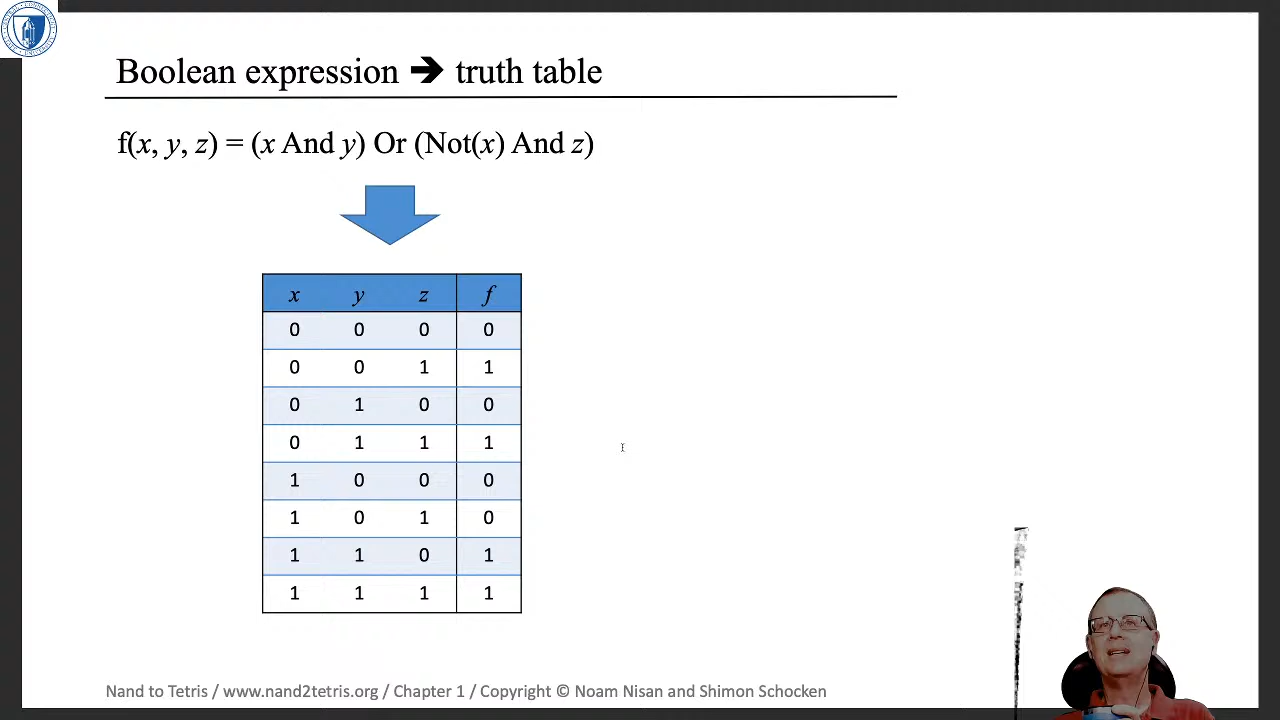 Boolean expression ➔ truth table
f(x, y, z) = (x And y) Or (Not(x) And z)
x y z f
0 0 0 0
0 0 1 1
0 1 0 0
0 1 1 1
1 0 0 0
1 0 1 0
1 1 0 1
1 1 1 1
Nand to Tetris / www.nand2tetris.org / Chapter 1 / Copyright © Noam Nisan and Shimon Schocken